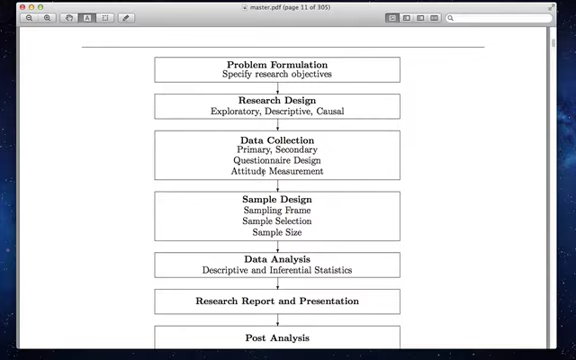 master.pdf (page 11 of 305)
Problem Formulation
Specify research objectives
Research Design
Exploratory, Descriptive, Causal
Data Collection
Primary, Secondary
Questionnaire Design
Attitude Measurement
Sample Design
Sampling Frame
Sample Selection
Sample Size
Data Analysis
Descriptive and Inferential Statistics
Research Report and Presentation
Post Analysis